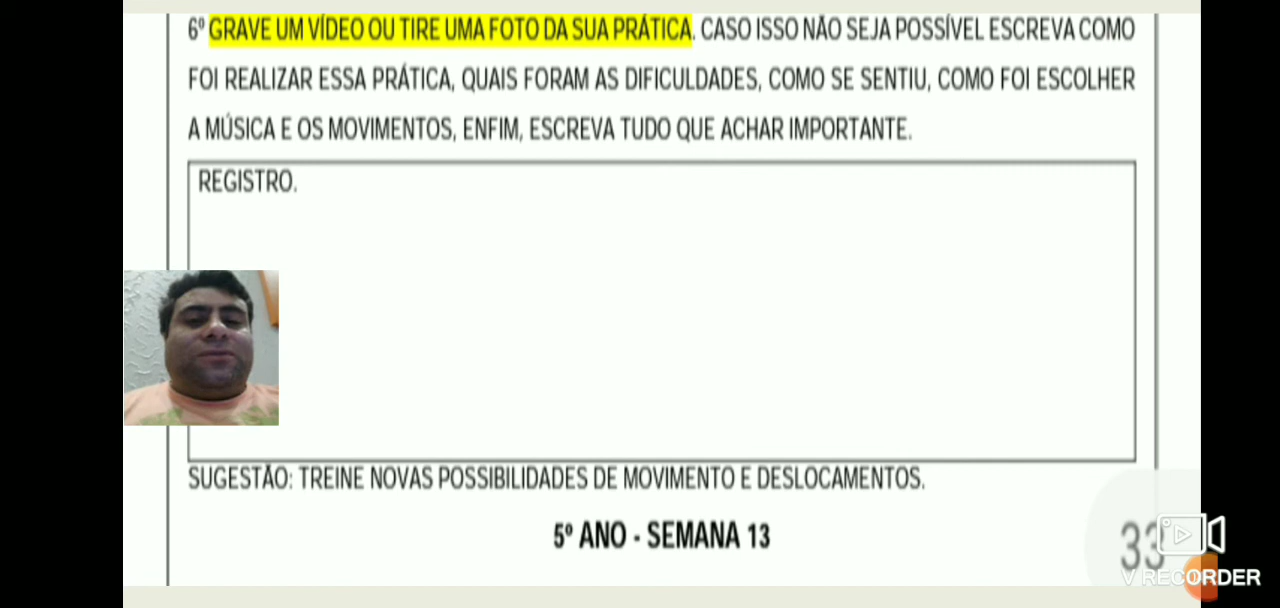 6º GRAVE UM VÍDEO OU TIRE UMA FOTO DA SUA PRÁTICA. CASO ISSO NÃO SEJA POSSÍVEL ESCREVA COMO
FOI REALIZAR ESSA PRÁTICA, QUAIS FORAM AS DIFICULDADES, COMO SE SENTIU, COMO FOI ESCOLHER
A MÚSICA E OS MOVIMENTOS, ENFIM, ESCREVA TUDO QUE ACHAR IMPORTANTE.
REGISTRO.
SUGESTÃO: TREINE NOVAS POSSIBILIDADES DE MOVIMENTO E DESLOCAMENTOS.
5º ANO - SEMANA 13
33
V RECORDER